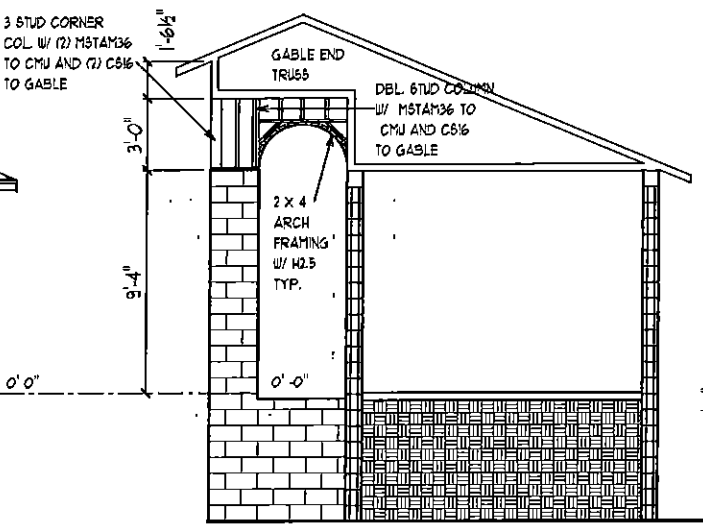 3 STUD CORNER
COL. W/ (2) MSTAM36
TO CMU AND (2) CS16
TO GABLE
1'-6½"
GABLE END
TRUSS
DBL. STUD COLUMN
W/ MSTAM36 TO
CMU AND CS16
TO GABLE
3'-0"
2 X 4
ARCH
FRAMING
W/ H2.5
TYP.
9'-4"
0' 0"
0'-0"